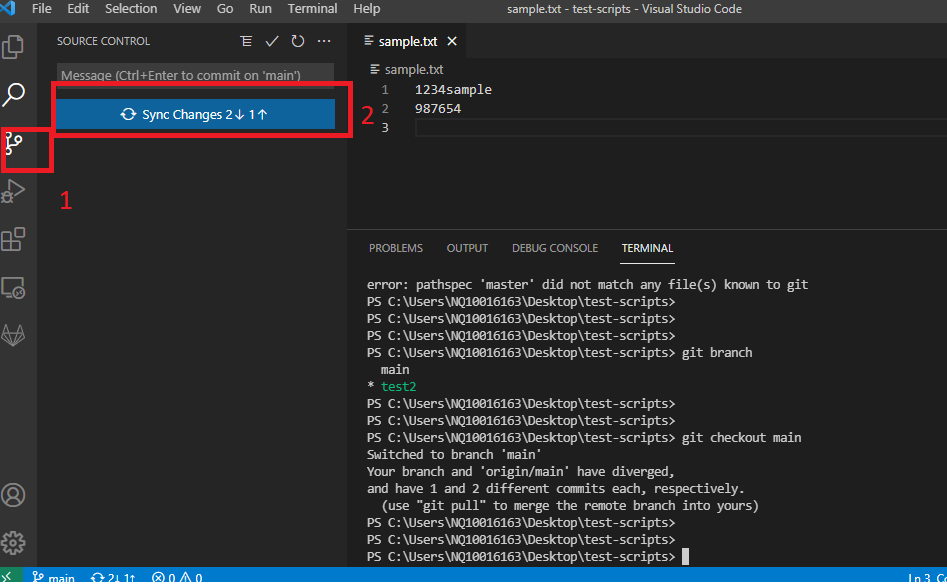 File Edit Selection View Go Run Terminal Help sample.txt - test-scripts - Visual Studio Code
SOURCE CONTROL
Message (Ctrl+Enter to commit on 'main')
Sync Changes 2↓ 1↑
2
1
sample.txt
sample.txt
1 1234sample
2 987654
3
PROBLEMS OUTPUT DEBUG CONSOLE TERMINAL
error: pathspec 'master' did not match any file(s) known to git
PS C:\Users\NQ10016163\Desktop\test-scripts>
PS C:\Users\NQ10016163\Desktop\test-scripts>
PS C:\Users\NQ10016163\Desktop\test-scripts>
PS C:\Users\NQ10016163\Desktop\test-scripts> git branch
main
* test2
PS C:\Users\NQ10016163\Desktop\test-scripts>
PS C:\Users\NQ10016163\Desktop\test-scripts>
PS C:\Users\NQ10016163\Desktop\test-scripts> git checkout main
Switched to branch 'main'
Your branch and 'origin/main' have diverged,
and have 1 and 2 different commits each, respectively.
(use "git pull" to merge the remote branch into yours)
PS C:\Users\NQ10016163\Desktop\test-scripts>
PS C:\Users\NQ10016163\Desktop\test-scripts>
PS C:\Users\NQ10016163\Desktop\test-scripts>
main 2↓ 1↑ 0 0 Ln 3,